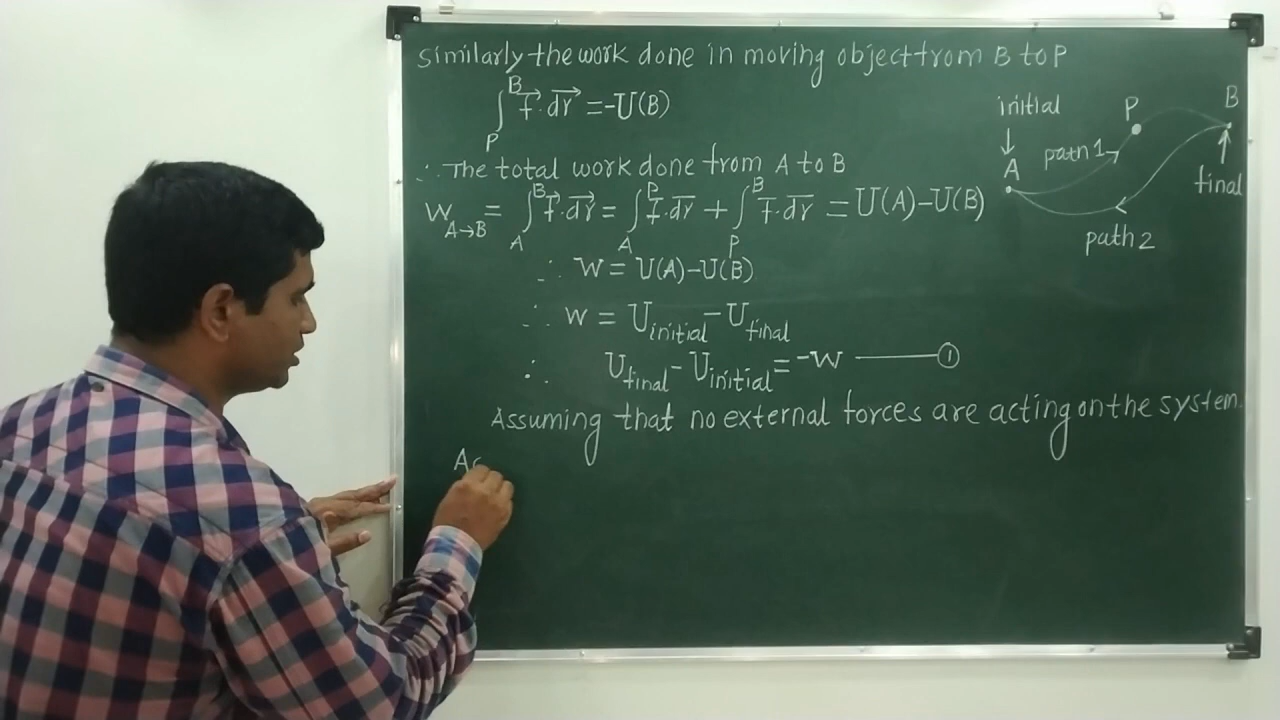 Similarly the work done in moving object from B to P
∫_P^B f⃗·dr⃗ = -U(B)
∴ The total work done from A to B
W_{A→B} = ∫_A^B f⃗·dr⃗ = ∫_A^P f⃗·dr⃗ + ∫_P^B f⃗·dr⃗ = U(A)-U(B)
∴ W = U(A)-U(B)
∴ W = U_initial - U_final
∴ U_final - U_initial = -W —— ①
Assuming that no external forces are acting on the system.
initial
↓
A
path 1
P
B
↑
final
path 2